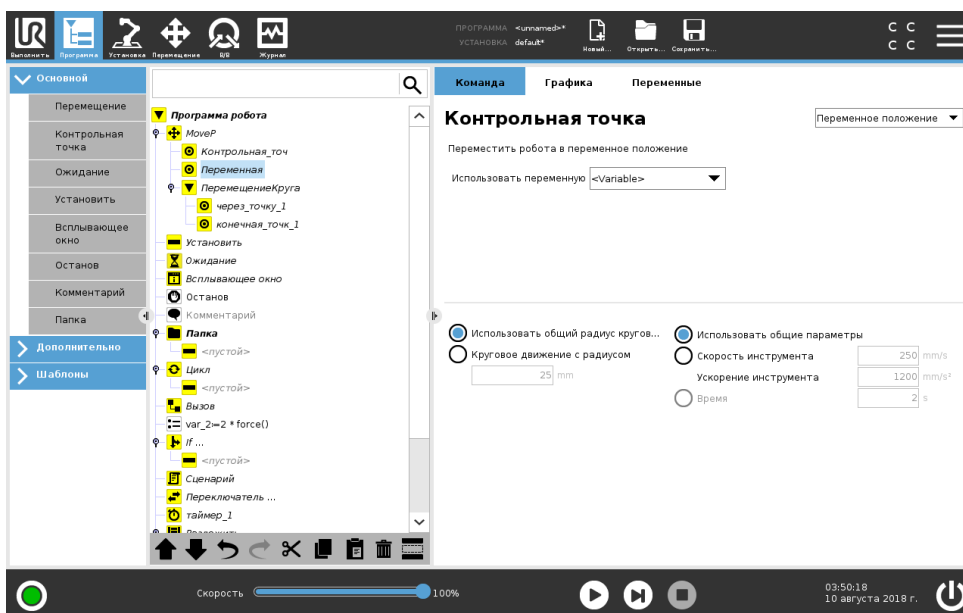 ПРОГРАММА <unnamed>*
УСТАНОВКА default*
Выполнить Программа Установка Перемещение В/В Журнал
Новый... Открыть... Сохранить...
C C
C C
Основной
Перемещение
Контрольная
точка
Ожидание
Установить
Всплывающее
окно
Останов
Комментарий
Папка
Дополнительно
Шаблоны
Программа робота
MoveP
Контрольная_точ
Переменная
ПеремещениеКруга
через_точку_1
конечная_точк_1
Установить
Ожидание
Всплывающее окно
Останов
Комментарий
Папка
<пустой>
Цикл
<пустой>
Вызов
var_2≔2 * force()
If ...
<пустой>
Сценарий
Переключатель ...
таймер_1
Команда Графика Переменные
Контрольная точка
Переменное положение
Переместить робота в переменное положение
Использовать переменную <Variable>
Использовать общий радиус кругов...
Круговое движение с радиусом
25 mm
Использовать общие параметры
Скорость инструмента 250 mm/s
Ускорение инструмента 1200 mm/s²
Время 2 s
Скорость 100%
03:50:18
10 августа 2018 г.